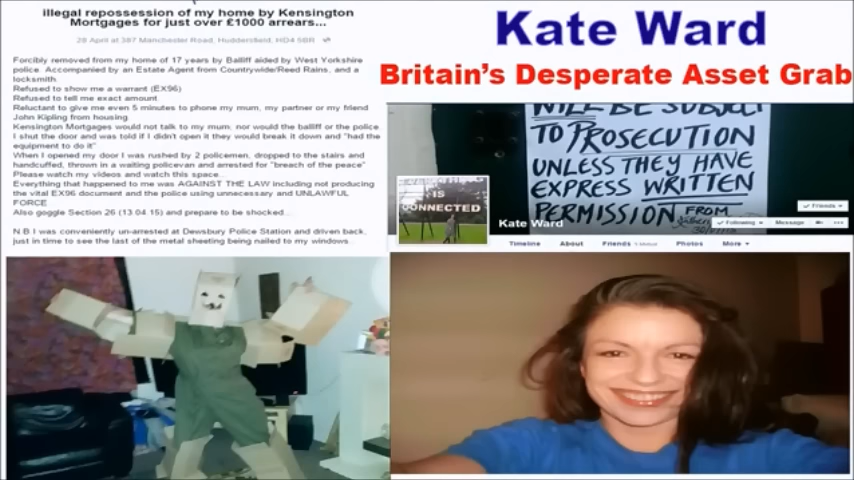 illegal repossession of my home by Kensington
Mortgages for just over £1000 arrears...
28 April at 387 Manchester Road, Huddersfield, HD4 5BR
Forcibly removed from my home of 17 years by Bailiff aided by West Yorkshire
police. Accompanied by an Estate Agent from Countrywide/Reed Rains, and a
locksmith.
Refused to show me a warrant (EX96)
Refused to tell me exact amount
Reluctant to give me even 5 minutes to phone my mum, my partner or my friend
John Kipling from housing.
Kensington Mortgages would not talk to my mum; nor would the bailiff or the police
I shut the door and was told if I didn't open it they would break it down and "had the
equipment to do it"
When I opened my door I was rushed by 2 policemen, dropped to the stairs and
handcuffed, thrown in a waiting policevan and arrested for "breach of the peace"
Please watch my videos and watch this space...
Everything that happened to me was AGAINST THE LAW including not producing
the vital EX96 document and the police using unnecessary and UNLAWFUL
FORCE
Also goggle Section 26 (13.04.15) and prepare to be shocked...
N.B I was conveniently un-arrested at Dewsbury Police Station and driven back,
just in time to see the last of the metal sheeting being nailed to my windows.
Kate Ward
Britain's Desperate Asset Grab
WILL BE SUBJECT
TO PROSECUTION
UNLESS THEY HAVE
EXPRESS WRITTEN
PERMISSION FROM
IS
CONNECTED
Kate Ward
Friends
Following
Message
Timeline About Friends Photos More